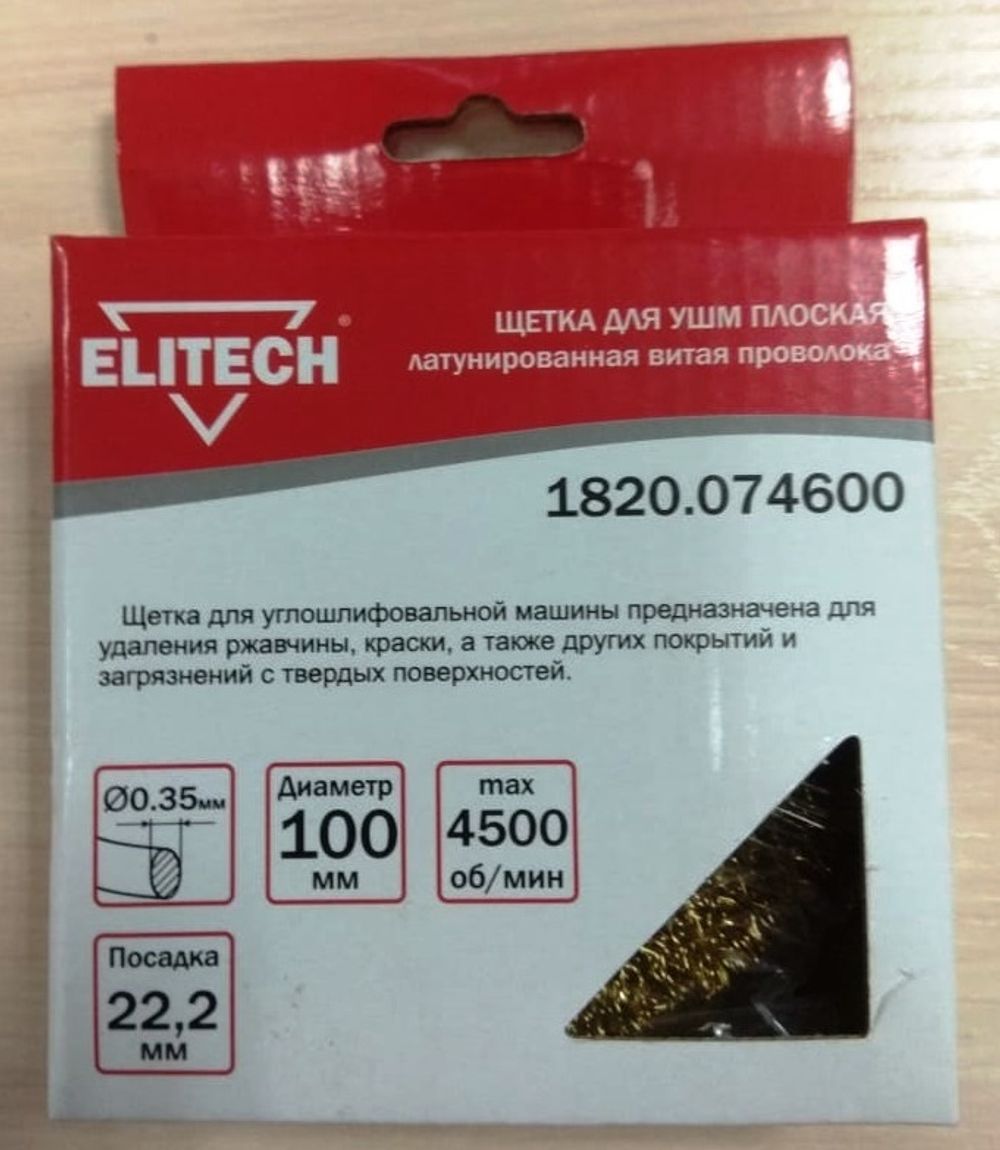 ELITECH®
ЩЕТКА ДЛЯ УШМ ПЛОСКАЯ
латунированная витая проволока
1820.074600
Щетка для углошлифовальной машины предназначена для
удаления ржавчины, краски, а также других покрытий и
загрязнений с твердых поверхностей.
Ø0.35мм
Диаметр
100
мм
max
4500
об/мин
Посадка
22,2
мм